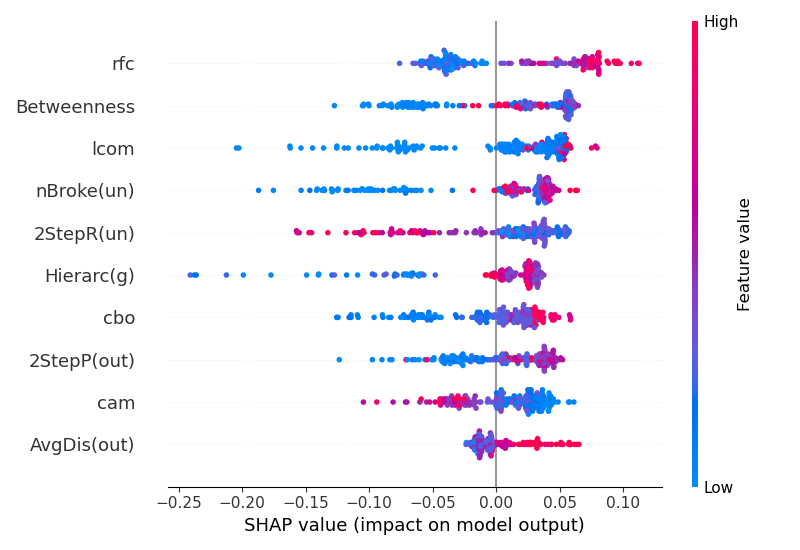 High
rfc
Betweenness
lcom
nBroke(un)
2StepR(un)
Hierarc(g)
cbo
2StepP(out)
cam
AvgDis(out)
Feature value
Low
−0.25 −0.20 −0.15 −0.10 −0.05 0.00 0.05 0.10
SHAP value (impact on model output)